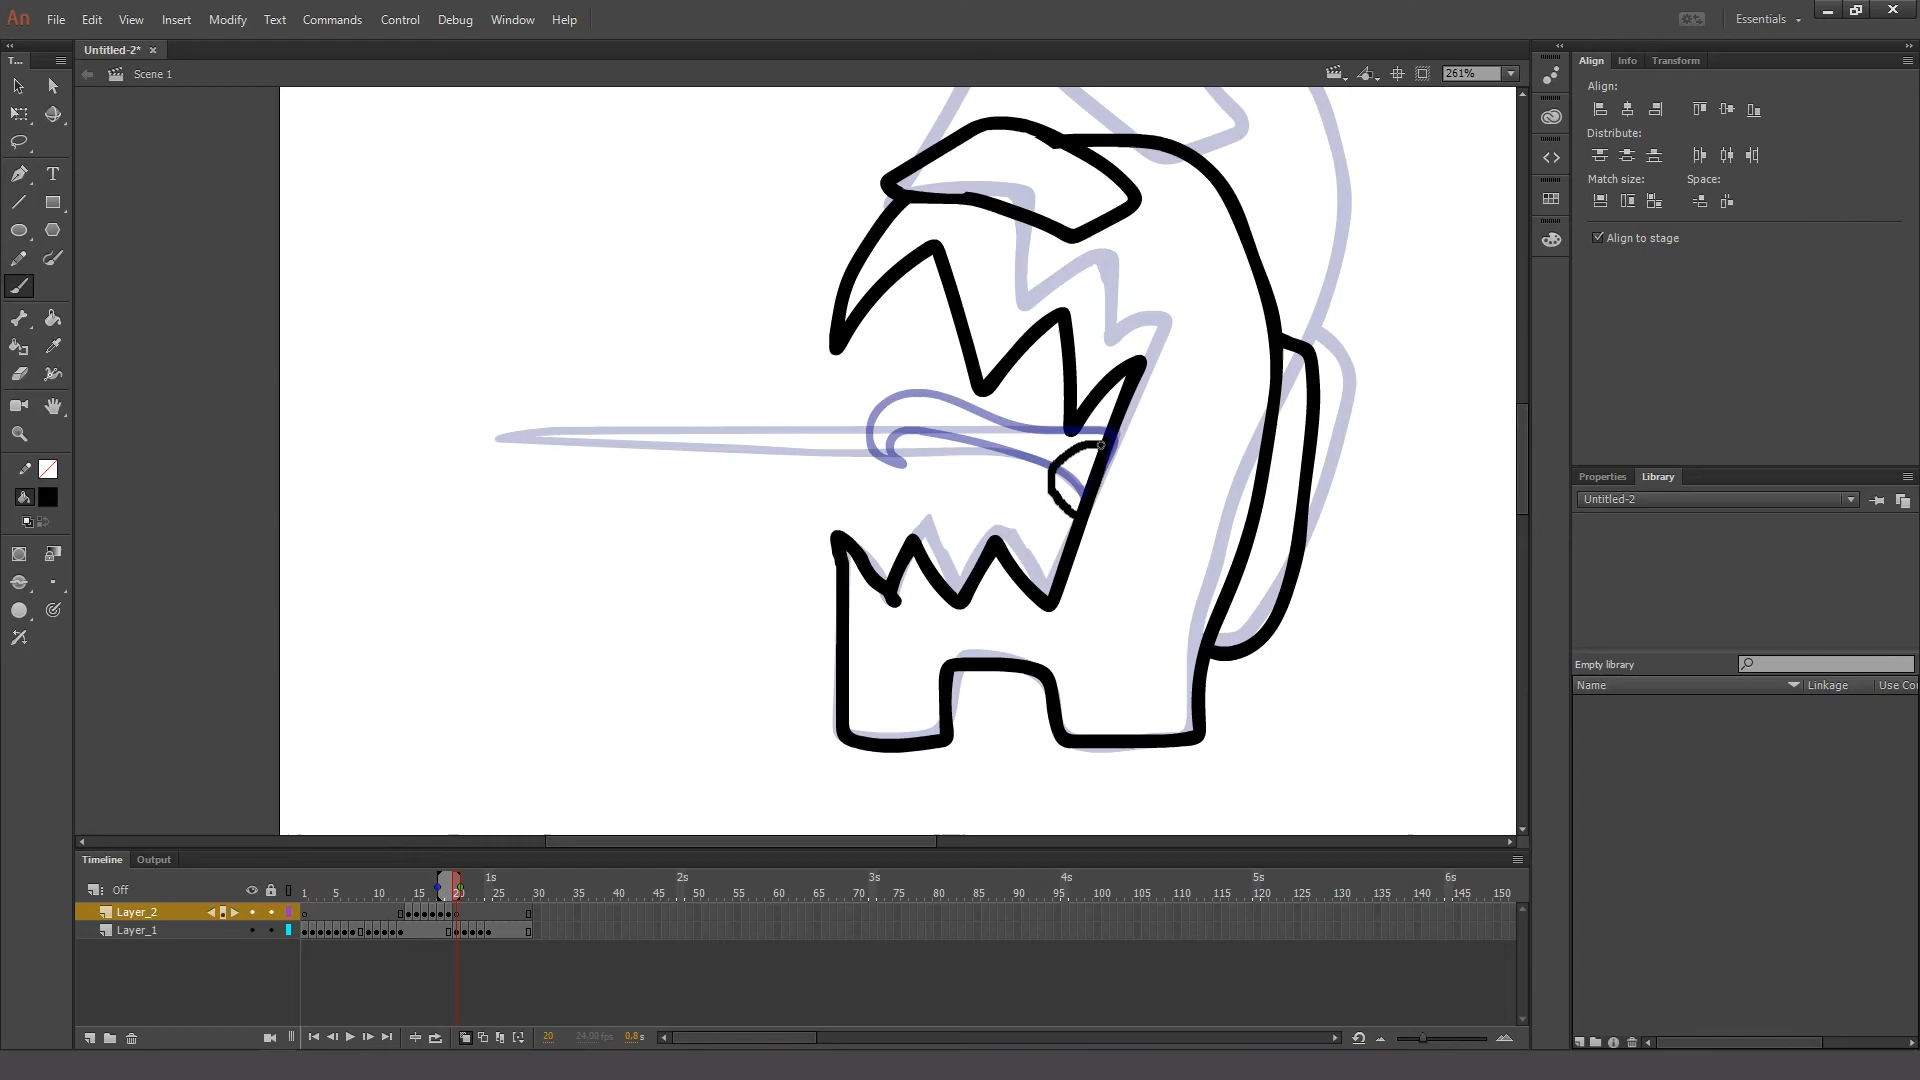 An File Edit View Insert Modify Text Commands Control Debug Window Help Essentials
T... Untitled-2* ×
Scene 1 261%
Align Info Transform
Align:
Distribute:
Match size: Space:
Align to stage
Properties Library
Untitled-2
Empty library
Name Linkage Use Cou
Timeline Output
1s 2s 3s 4s 5s 6s
Off 1 5 10 15 20 25 30 35 40 45 50 55 60 65 70 75 80 85 90 95 100 105 110 115 120 125 130 135 140 145 150
Layer_2
Layer_1
20 24.00 fps 0.8 s